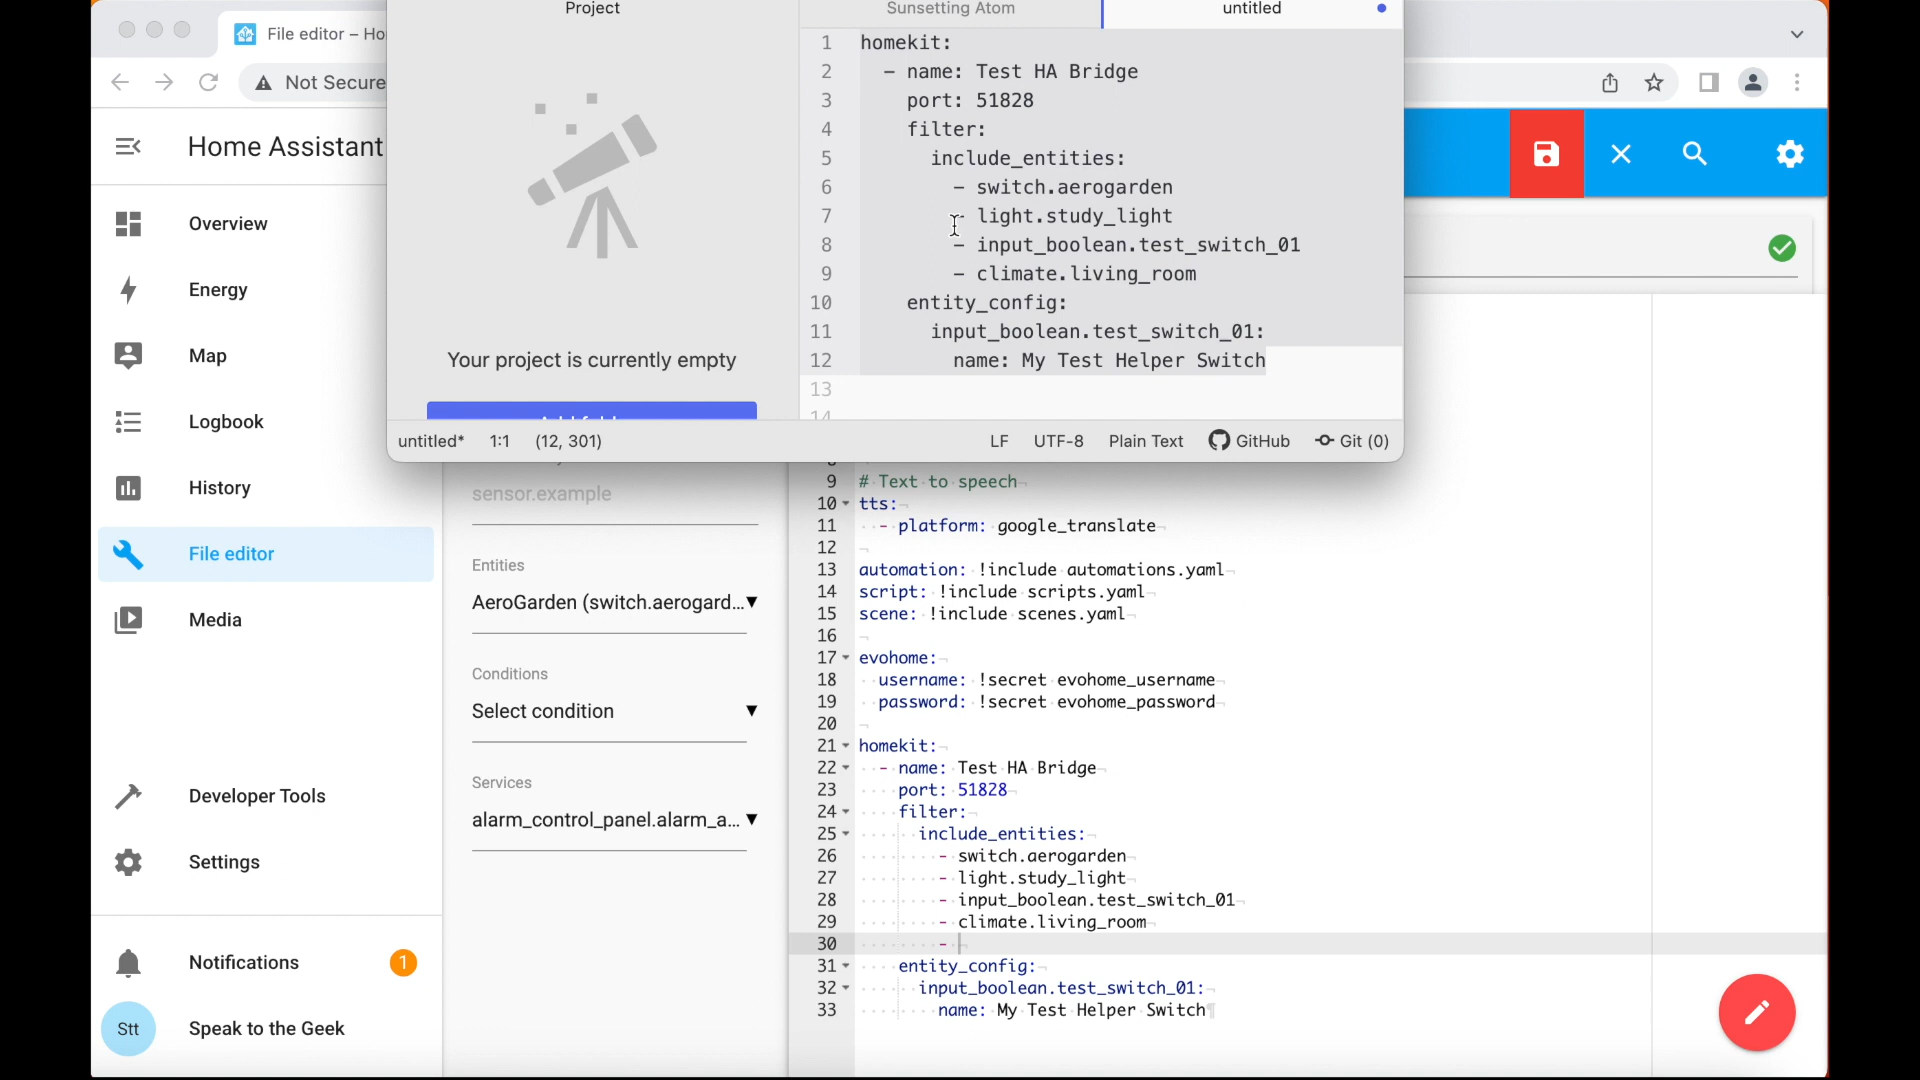 Project
Sunsetting Atom
untitled
File editor – Ho
Not Secure
1 homekit:
2 - name: Test HA Bridge
3 port: 51828
4 filter:
5 include_entities:
6 - switch.aerogarden
7 - light.study_light
8 - input_boolean.test_switch_01
9 - climate.living_room
10 entity_config:
11 input_boolean.test_switch_01:
12 name: My Test Helper Switch
13
14
Your project is currently empty
untitled* 1:1 (12, 301) LF UTF-8 Plain Text GitHub Git (0)
Home Assistant
Overview
Energy
Map
Logbook
History
File editor
Media
Developer Tools
Settings
Notifications 1
Stt Speak to the Geek
sensor.example
Entities
AeroGarden (switch.aerogard...
Conditions
Select condition
Services
alarm_control_panel.alarm_a...
9 # Text to speech
10 tts:
11 - platform: google_translate
12
13 automation: !include automations.yaml
14 script: !include scripts.yaml
15 scene: !include scenes.yaml
16
17 evohome:
18 username: !secret evohome_username
19 password: !secret evohome_password
20
21 homekit:
22 - name: Test HA Bridge
23 port: 51828
24 filter:
25 include_entities:
26 - switch.aerogarden
27 - light.study_light
28 - input_boolean.test_switch_01
29 - climate.living_room
30 -
31 entity_config:
32 input_boolean.test_switch_01:
33 name: My Test Helper Switch